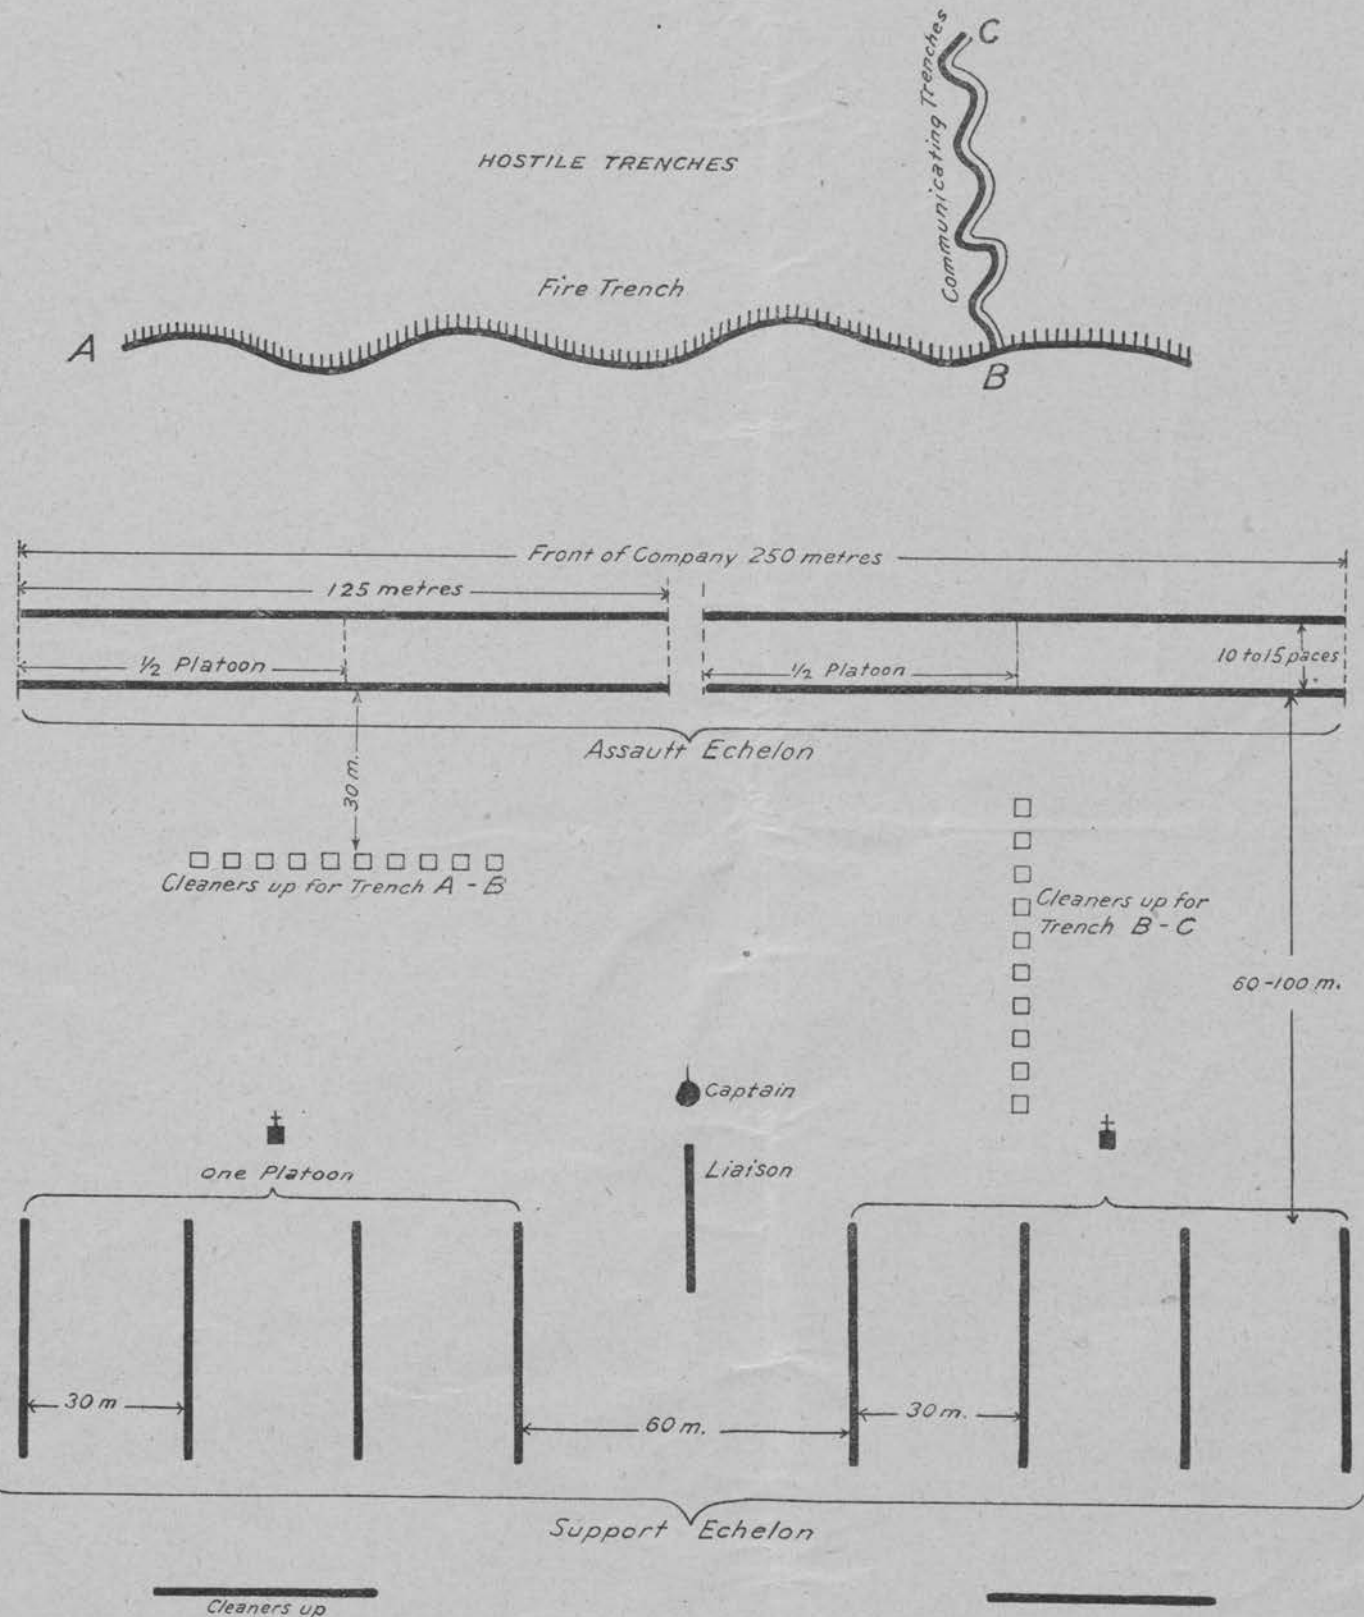 C
Communicating Trenches
HOSTILE TRENCHES
Fire Trench
A
B
Front of Company 250 metres
125 metres
½ Platoon
½ Platoon
10 to 15 paces
Assault Echelon
30 m.
Cleaners up for Trench A - B
Cleaners up for
Trench B - C
60-100 m.
Captain
one Platoon
Liaison
30 m
60 m.
30 m.
Support Echelon
Cleaners up